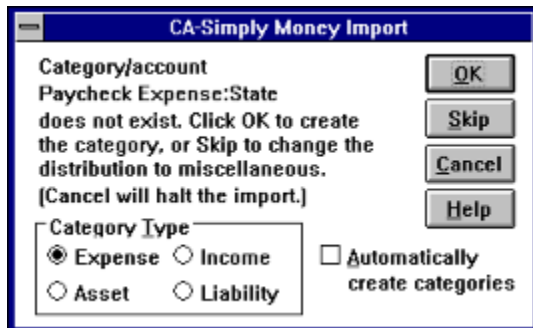 CA-Simply Money Import
Category/account
Paycheck Expense:State
does not exist. Click OK to create
the category, or Skip to change the
distribution to miscellaneous.
(Cancel will halt the import.)
OK
Skip
Cancel
Help
Category Type
Expense
Income
Asset
Liability
Automatically
create categories